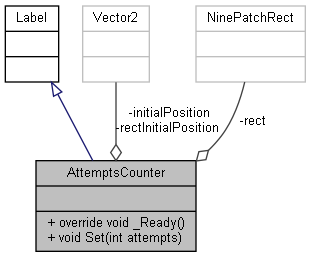 Label
Vector2
NinePatchRect
-initialPosition
-rectInitialPosition
-rect
AttemptsCounter
+ override void _Ready()
+ void Set(int attempts)